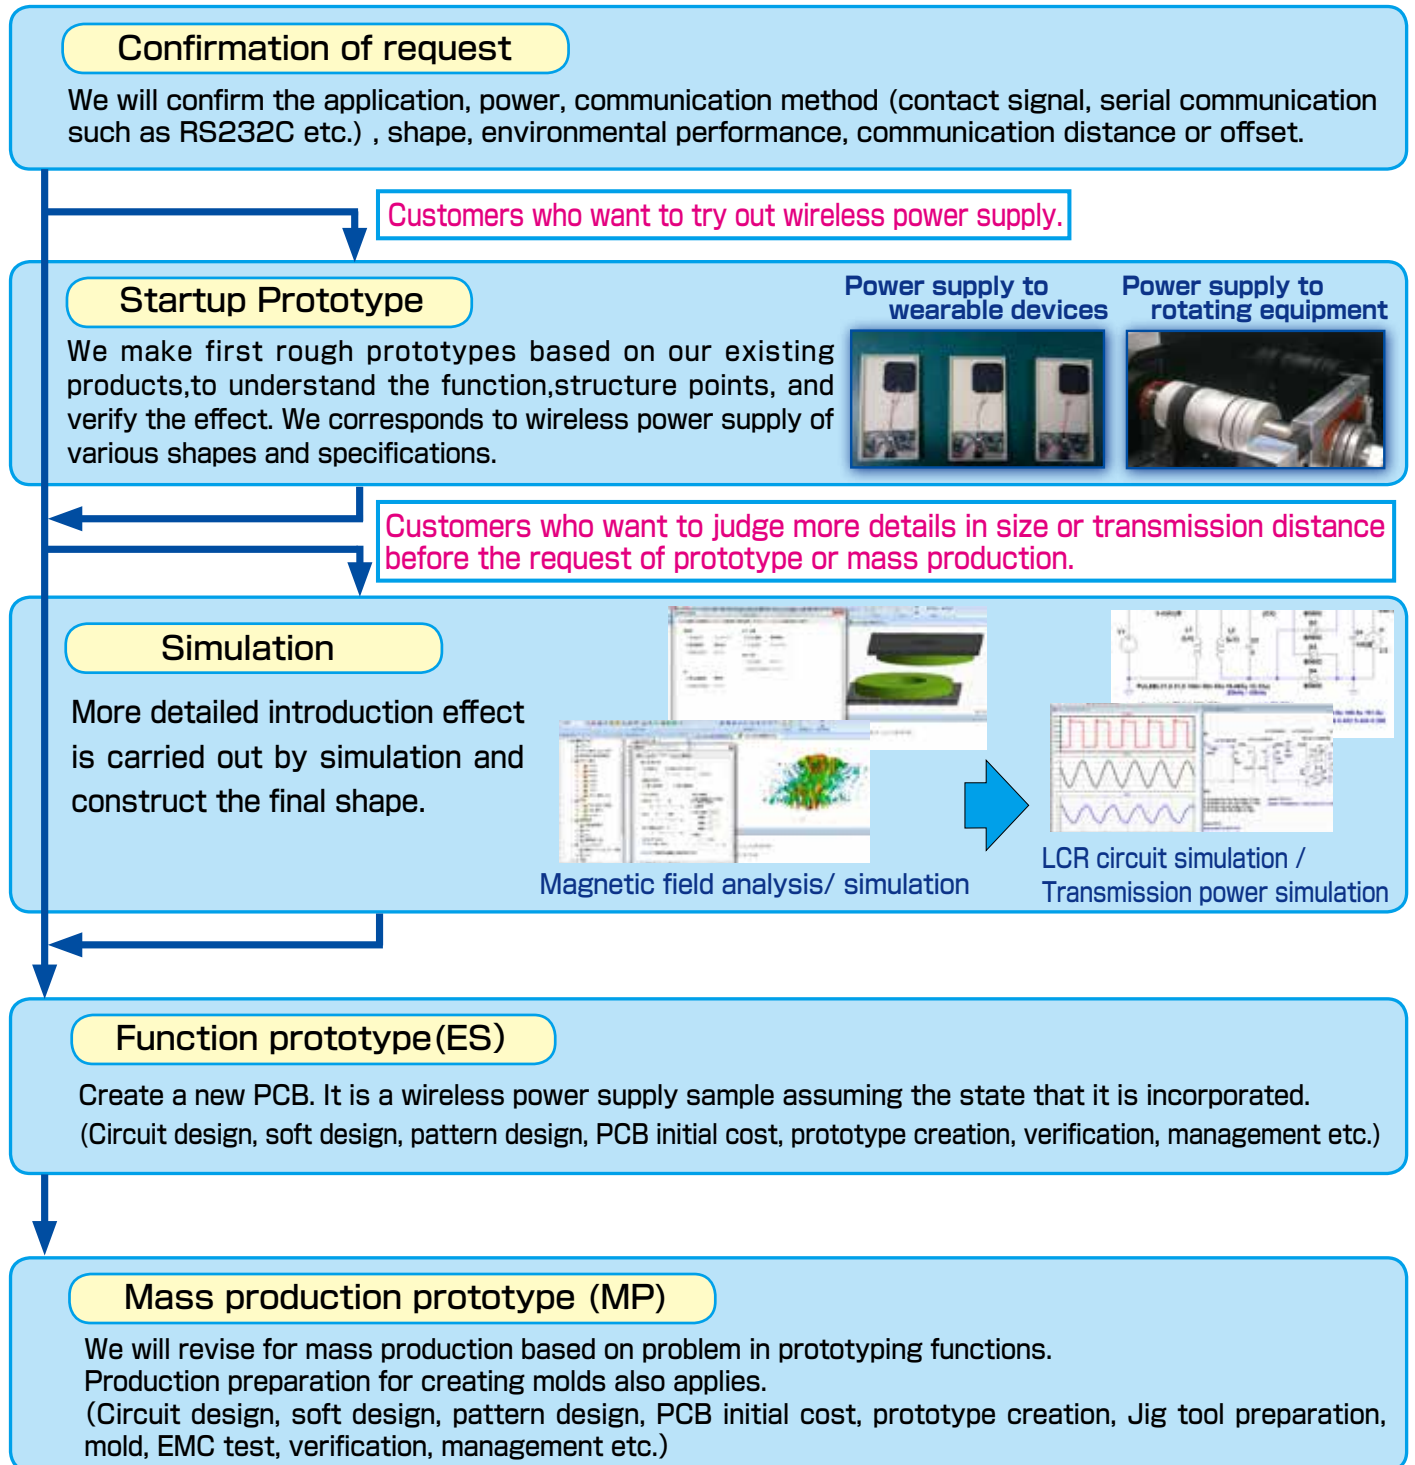 Confirmation of request
We will confirm the application, power, communication method (contact signal, serial communication
such as RS232C etc.) , shape, environmental performance, communication distance or offset.
Customers who want to try out wireless power supply.
Startup Prototype
We make first rough prototypes based on our existing
products,to understand the function,structure points, and
verify the effect. We corresponds to wireless power supply of
various shapes and specifications.
Power supply to
wearable devices
Power supply to
rotating equipment
Customers who want to judge more details in size or transmission distance
before the request of prototype or mass production.
Simulation
More detailed introduction effect
is carried out by simulation and
construct the final shape.
Magnetic field analysis/ simulation
LCR circuit simulation /
Transmission power simulation
Function prototype(ES)
Create a new PCB. It is a wireless power supply sample assuming the state that it is incorporated.
(Circuit design, soft design, pattern design, PCB initial cost, prototype creation, verification, management etc.)
Mass production prototype (MP)
We will revise for mass production based on problem in prototyping functions.
Production preparation for creating molds also applies.
(Circuit design, soft design, pattern design, PCB initial cost, prototype creation, Jig tool preparation,
mold, EMC test, verification, management etc.)